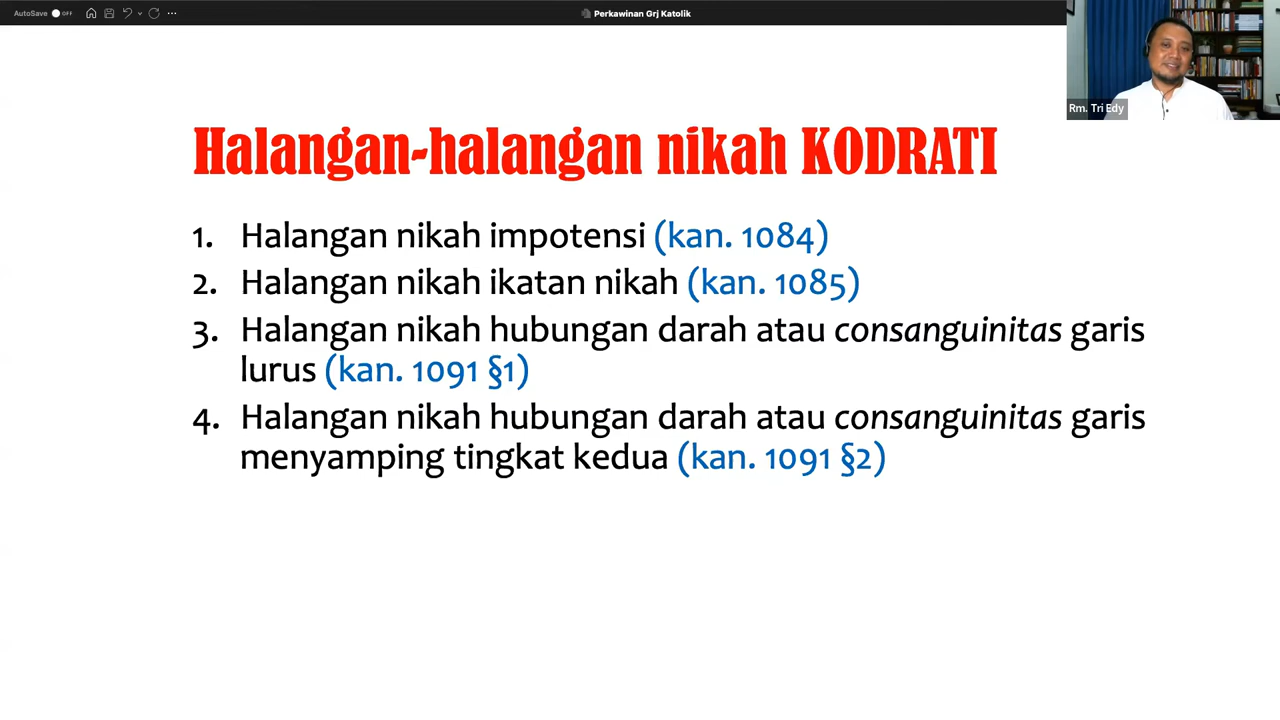 AutoSave OFF
Perkawinan Grj Katolik
Rm. Tri Edy
Halangan-halangan nikah KODRATI
1. Halangan nikah impotensi (kan. 1084)
2. Halangan nikah ikatan nikah (kan. 1085)
3. Halangan nikah hubungan darah atau consanguinitas garis
lurus (kan. 1091 §1)
4. Halangan nikah hubungan darah atau consanguinitas garis
menyamping tingkat kedua (kan. 1091 §2)